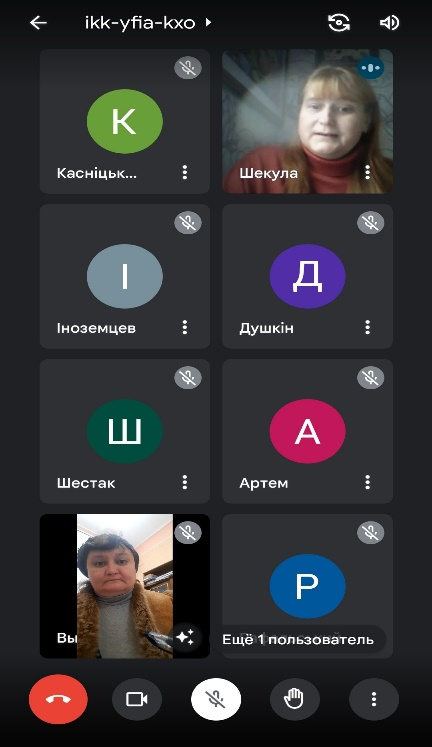 ikk-yfia-kxo
К
Касніцьк...
Шекула
І
Іноземцев
Д
Душкін
Ш
Шестак
А
Артем
Вы
Р
Ещё 1 пользователь